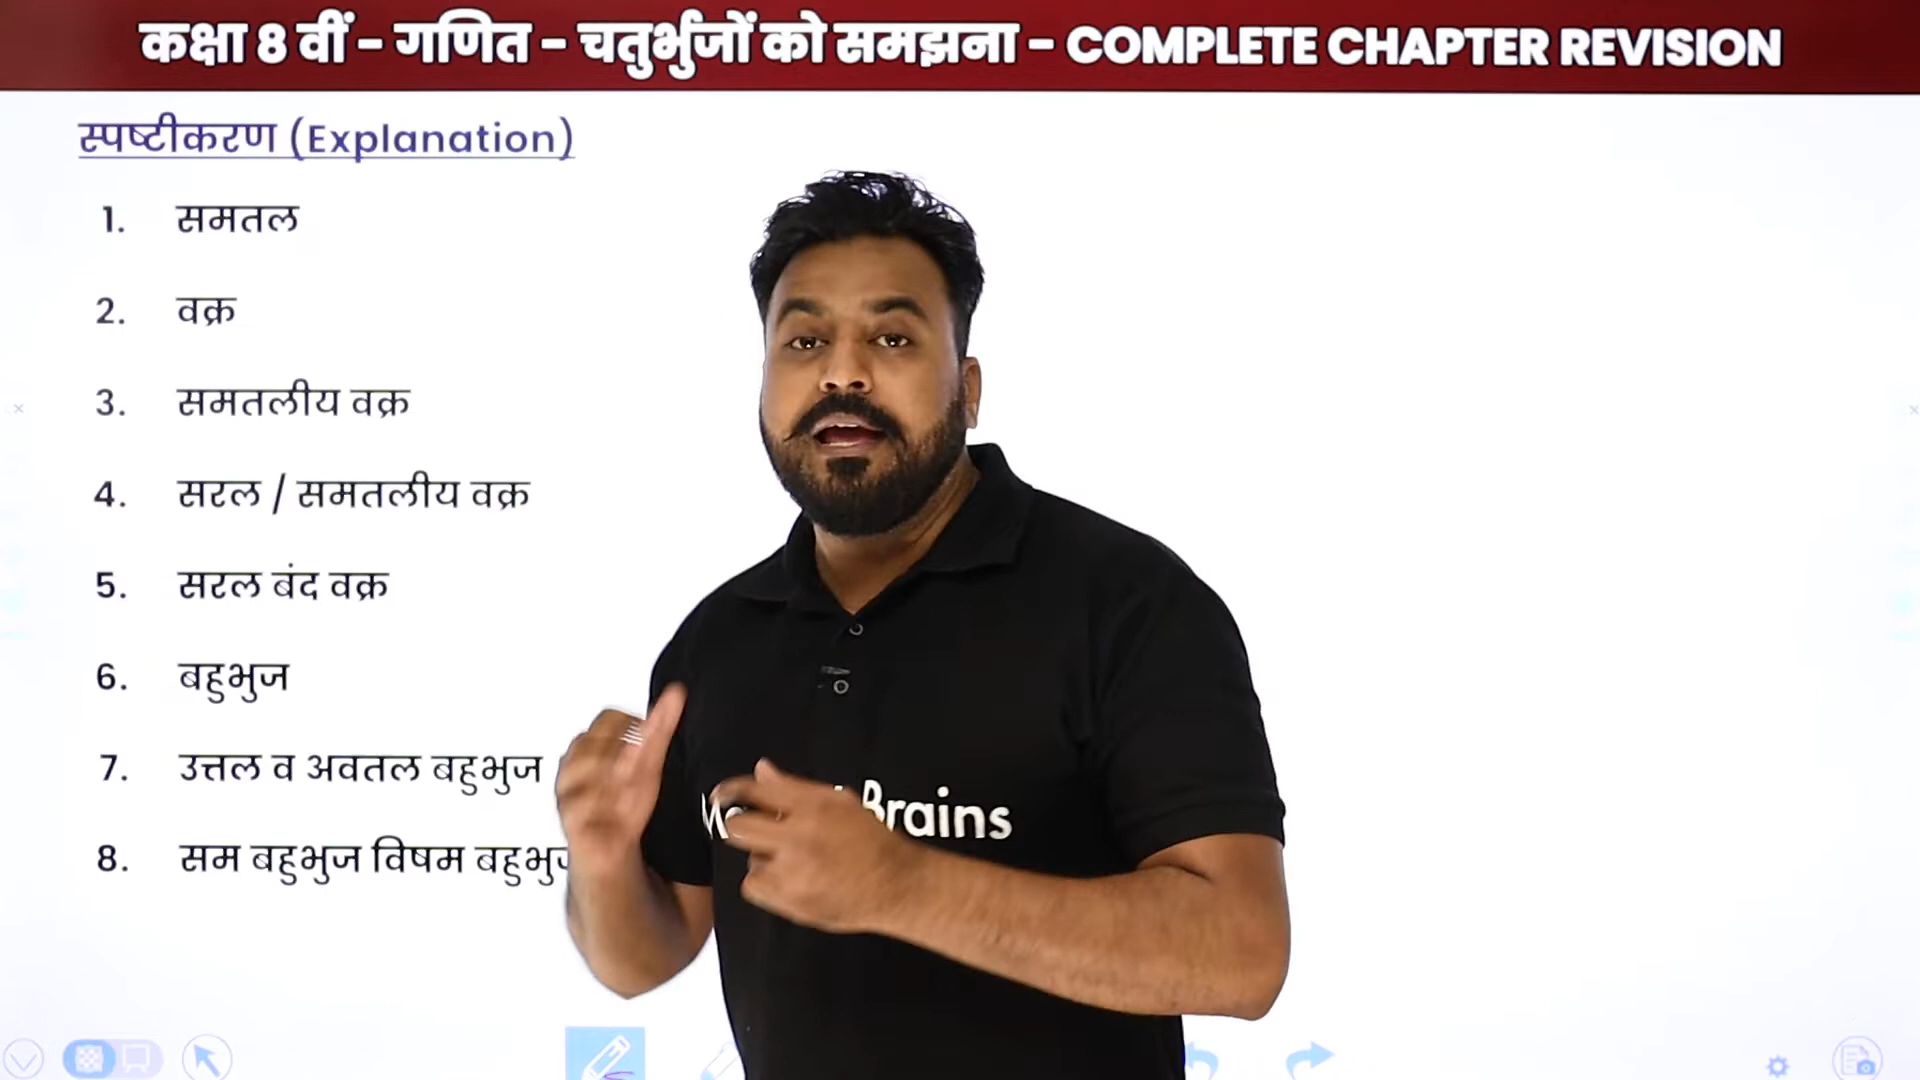 कक्षा 8 वीं – गणित – चतुर्भुजों को समझना – COMPLETE CHAPTER REVISION
स्पष्टीकरण (Explanation)
1. समतल
2. वक्र
3. समतलीय वक्र
4. सरल / समतलीय वक्र
5. सरल बंद वक्र
6. बहुभुज
7. उत्तल व अवतल बहुभुज
8. सम बहुभुज विषम
Brains